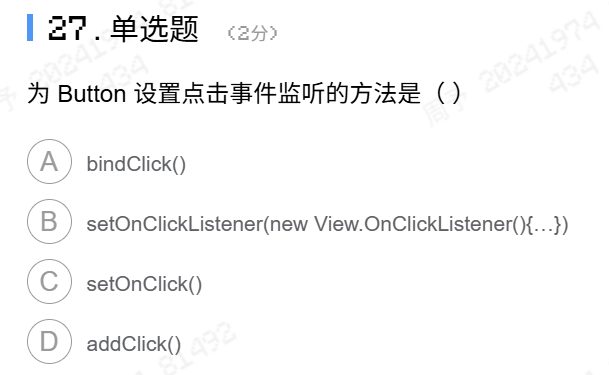 27.单选题 （2分）
为 Button 设置点击事件监听的方法是（ ）
A bindClick()
B setOnClickListener(new View.OnClickListener(){…})
C setOnClick()
D addClick()